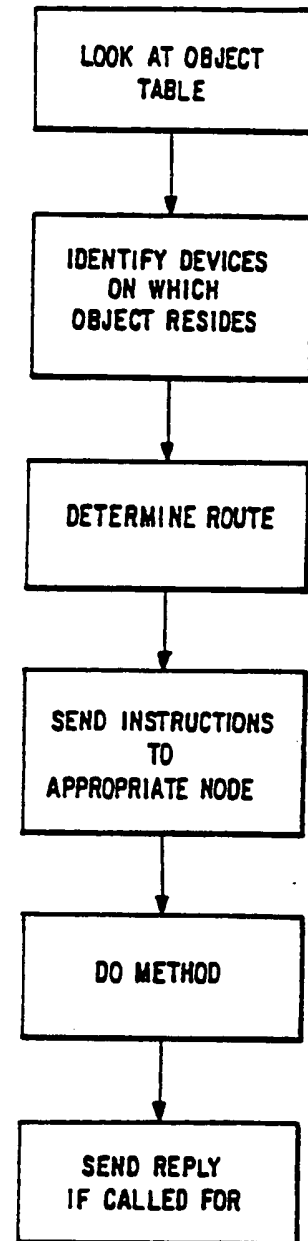 LOOK AT OBJECT
TABLE
IDENTIFY DEVICES
ON WHICH
OBJECT RESIDES
DETERMINE ROUTE
SEND INSTRUCTIONS
TO
APPROPRIATE NODE
DO METHOD
SEND REPLY
IF CALLED FOR